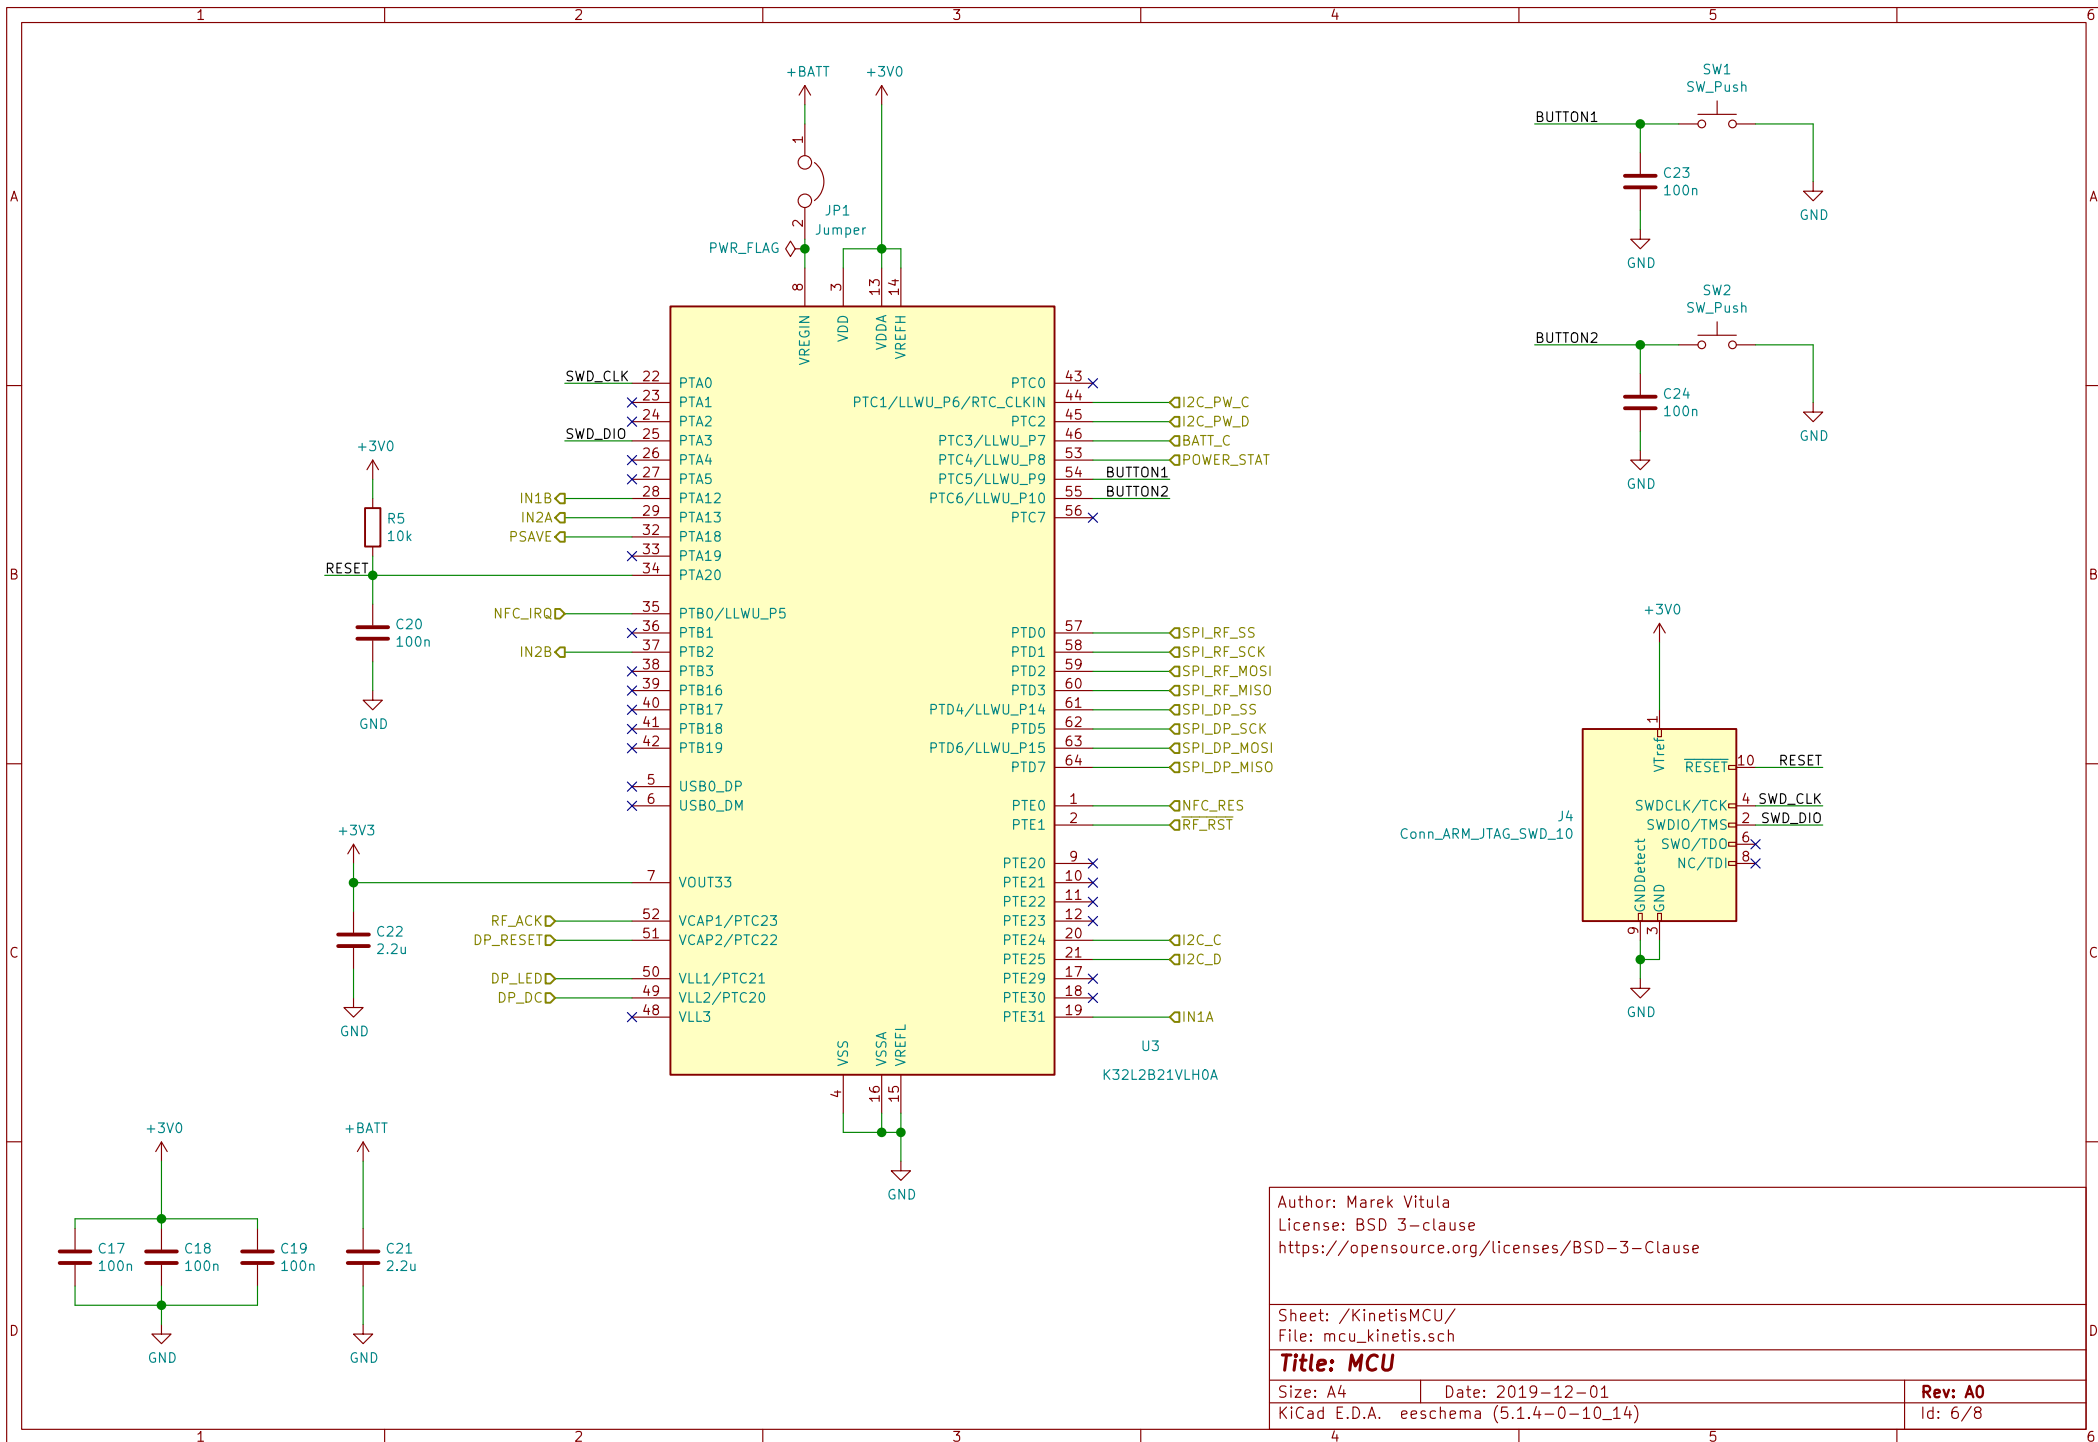 1 2 3 4 5 6
A
B
C
D
+BATT +3V0
1
2
JP1
Jumper
PWR_FLAG
8 3 13 14
VREGIN VDD VDDA VREFH
SWD_CLK 22 PTA0
23 PTA1
24 PTA2
SWD_DIO 25 PTA3
26 PTA4
27 PTA5
IN1B 28 PTA12
IN2A 29 PTA13
PSAVE 32 PTA18
33 PTA19
RESET 34 PTA20
NFC_IRQ 35 PTB0/LLWU_P5
36 PTB1
IN2B 37 PTB2
38 PTB3
39 PTB16
40 PTB17
41 PTB18
42 PTB19
5 USB0_DP
6 USB0_DM
7 VOUT33
RF_ACK 52 VCAP1/PTC23
DP_RESET 51 VCAP2/PTC22
DP_LED 50 VLL1/PTC21
DP_DC 49 VLL2/PTC20
48 VLL3
PTC0 43
PTC1/LLWU_P6/RTC_CLKIN 44 I2C_PW_C
PTC2 45 I2C_PW_D
PTC3/LLWU_P7 46 BATT_C
PTC4/LLWU_P8 53 POWER_STAT
PTC5/LLWU_P9 54 BUTTON1
PTC6/LLWU_P10 55 BUTTON2
PTC7 56
PTD0 57 SPI_RF_SS
PTD1 58 SPI_RF_SCK
PTD2 59 SPI_RF_MOSI
PTD3 60 SPI_RF_MISO
PTD4/LLWU_P14 61 SPI_DP_SS
PTD5 62 SPI_DP_SCK
PTD6/LLWU_P15 63 SPI_DP_MOSI
PTD7 64 SPI_DP_MISO
PTE0 1 NFC_RES
PTE1 2 RF_RST
PTE20 9
PTE21 10
PTE22 11
PTE23 12
PTE24 20 I2C_C
PTE25 21 I2C_D
PTE29 17
PTE30 18
PTE31 19 IN1A
VSS VSSA VREFL
4 16 15
GND
U3
K32L2B21VLH0A
+3V0
R5
10k
C20
100n
GND
+3V3
C22
2.2u
GND
+3V0
C17
100n
C18
100n
C19
100n
GND
+BATT
C21
2.2u
GND
SW1
SW_Push
BUTTON1
C23
100n
GND
GND
SW2
SW_Push
BUTTON2
C24
100n
GND
GND
+3V0
1
VTref
RESET 10 RESET
SWDCLK/TCK 4 SWD_CLK
SWDIO/TMS 2 SWD_DIO
SWO/TDO 6
NC/TDI 8
GNDDetect GND
9 3
J4
Conn_ARM_JTAG_SWD_10
GND
Author: Marek Vitula
License: BSD 3-clause
https://opensource.org/licenses/BSD-3-Clause
Sheet: /KinetisMCU/
File: mcu_kinetis.sch
Title: MCU
Size: A4 Date: 2019-12-01 Rev: A0
KiCad E.D.A. eeschema (5.1.4-0-10_14) Id: 6/8
A
B
C
D
1 2 3 4 5 6